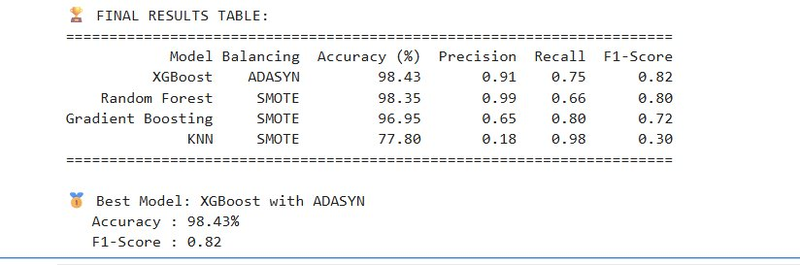 🏆 FINAL RESULTS TABLE:
========================================================================
Model Balancing Accuracy (%) Precision Recall F1-Score
XGBoost ADASYN 98.43 0.91 0.75 0.82
Random Forest SMOTE 98.35 0.99 0.66 0.80
Gradient Boosting SMOTE 96.95 0.65 0.80 0.72
KNN SMOTE 77.80 0.18 0.98 0.30
========================================================================
🥇 Best Model: XGBoost with ADASYN
Accuracy : 98.43%
F1-Score : 0.82